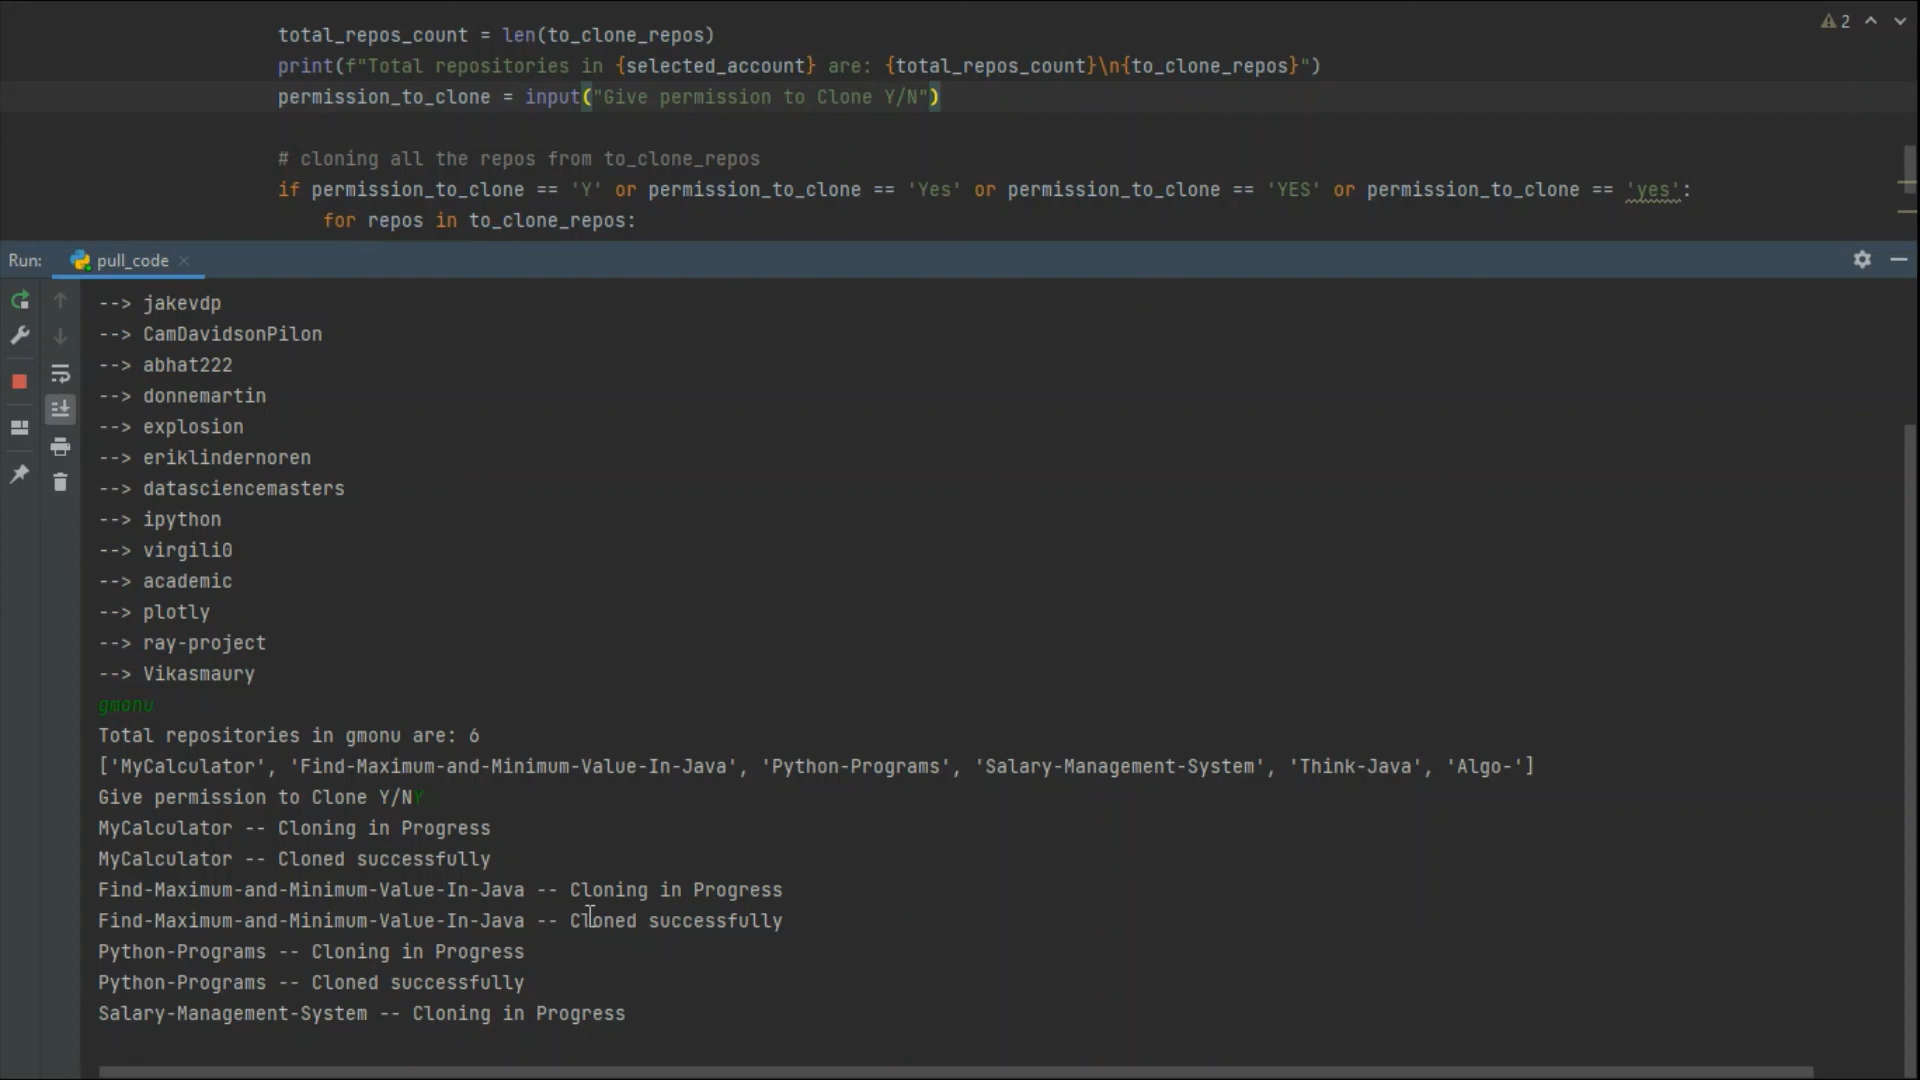 total_repos_count = len(to_clone_repos)
2
print(f"Total repositories in {selected_account} are: {total_repos_count}\n{to_clone_repos}")
permission_to_clone = input("Give permission to Clone Y/N")
# cloning all the repos from to_clone_repos
if permission_to_clone == 'Y' or permission_to_clone == 'Yes' or permission_to_clone == 'YES' or permission_to_clone == 'yes':
for repos in to_clone_repos:
Run: pull_code
--> jakevdp
--> CamDavidsonPilon
--> abhat222
--> donnemartin
--> explosion
--> eriklindernoren
--> datasciencemasters
--> ipython
--> virgili0
--> academic
--> plotly
--> ray-project
--> Vikasmaury
gmonu
Total repositories in gmonu are: 6
['MyCalculator', 'Find-Maximum-and-Minimum-Value-In-Java', 'Python-Programs', 'Salary-Management-System', 'Think-Java', 'Algo-']
Give permission to Clone Y/NY
MyCalculator -- Cloning in Progress
MyCalculator -- Cloned successfully
Find-Maximum-and-Minimum-Value-In-Java -- Cloning in Progress
Find-Maximum-and-Minimum-Value-In-Java -- Cloned successfully
Python-Programs -- Cloning in Progress
Python-Programs -- Cloned successfully
Salary-Management-System -- Cloning in Progress